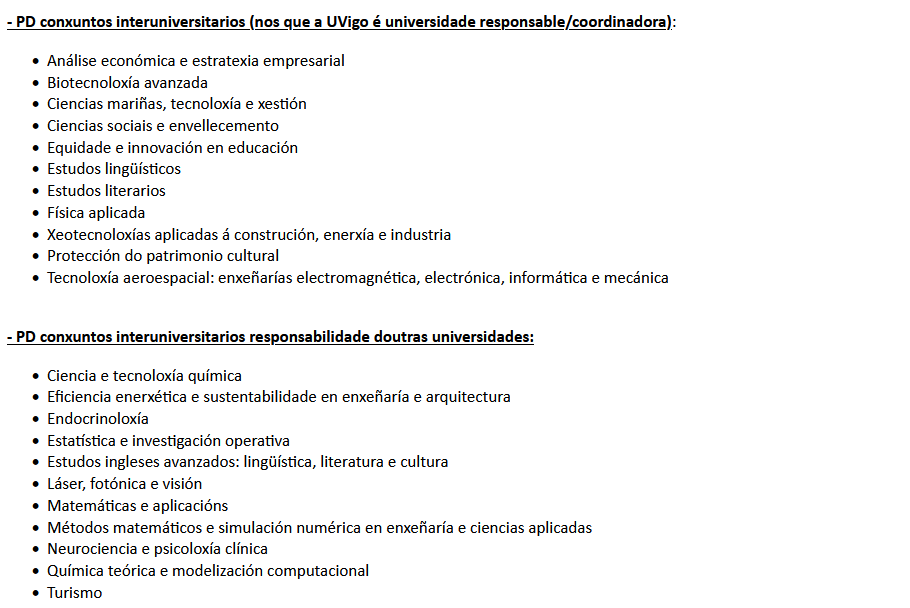 - PD conxuntos interuniversitarios (nos que a UVigo é universidade responsable/coordinadora):
• Análise económica e estratexia empresarial
• Biotecnoloxía avanzada
• Ciencias mariñas, tecnoloxía e xestión
• Ciencias sociais e envellecemento
• Equidade e innovación en educación
• Estudos lingüísticos
• Estudos literarios
• Física aplicada
• Xeotecnoloxías aplicadas á construción, enerxía e industria
• Protección do patrimonio cultural
• Tecnoloxía aeroespacial: enxeñarías electromagnética, electrónica, informática e mecánica
- PD conxuntos interuniversitarios responsabilidade doutras universidades:
• Ciencia e tecnoloxía química
• Eficiencia enerxética e sustentabilidade en enxeñaría e arquitectura
• Endocrinoloxía
• Estatística e investigación operativa
• Estudos ingleses avanzados: lingüística, literatura e cultura
• Láser, fotónica e visión
• Matemáticas e aplicacións
• Métodos matemáticos e simulación numérica en enxeñaría e ciencias aplicadas
• Neurociencia e psicoloxía clínica
• Química teórica e modelización computacional
• Turismo